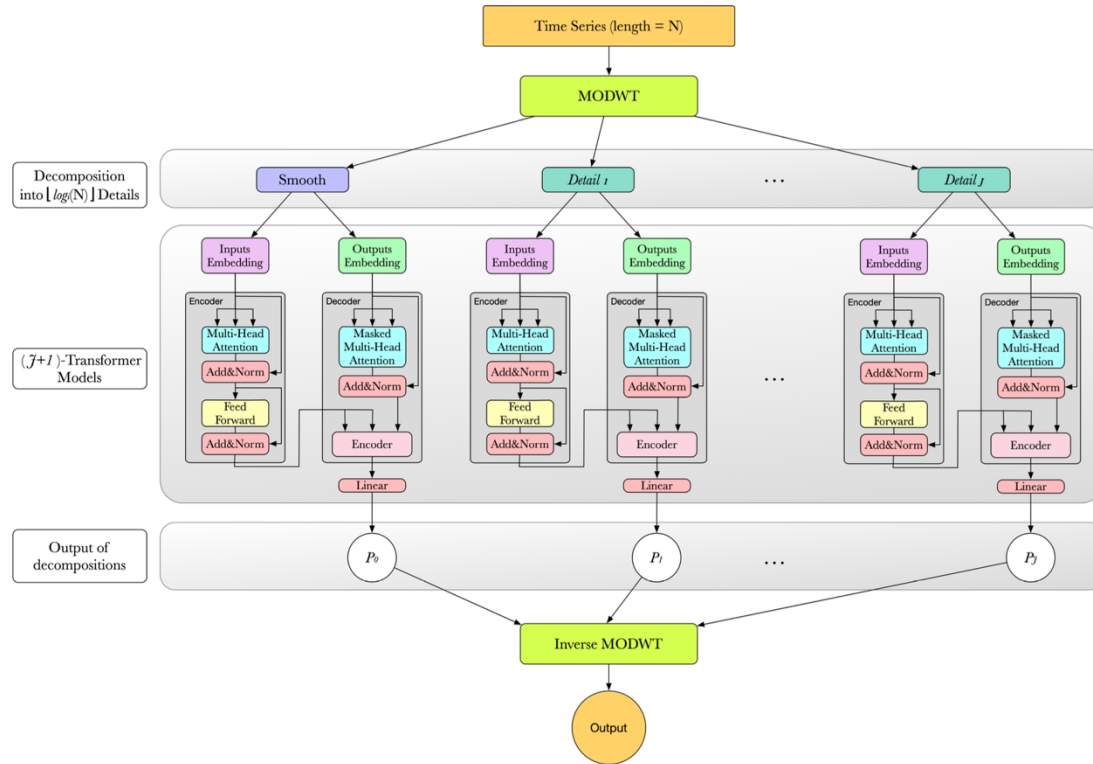 Time Series (length = N)
MODWT
Decomposition
into ⌊logₑ(N)⌋ Details
Smooth
Detail 1
...
Detail J
Inputs
Embedding
Outputs
Embedding
Inputs
Embedding
Outputs
Embedding
Inputs
Embedding
Outputs
Embedding
(J+1)-Transformer
Models
Encoder
Multi-Head
Attention
Add&Norm
Feed
Forward
Add&Norm
Decoder
Masked
Multi-Head
Attention
Add&Norm
Encoder
Linear
Encoder
Multi-Head
Attention
Add&Norm
Feed
Forward
Add&Norm
Decoder
Masked
Multi-Head
Attention
Add&Norm
Encoder
Linear
...
Encoder
Multi-Head
Attention
Add&Norm
Feed
Forward
Add&Norm
Decoder
Masked
Multi-Head
Attention
Add&Norm
Encoder
Linear
Output of
decompositions
P₀
P₁
...
P_J
Inverse MODWT
Output